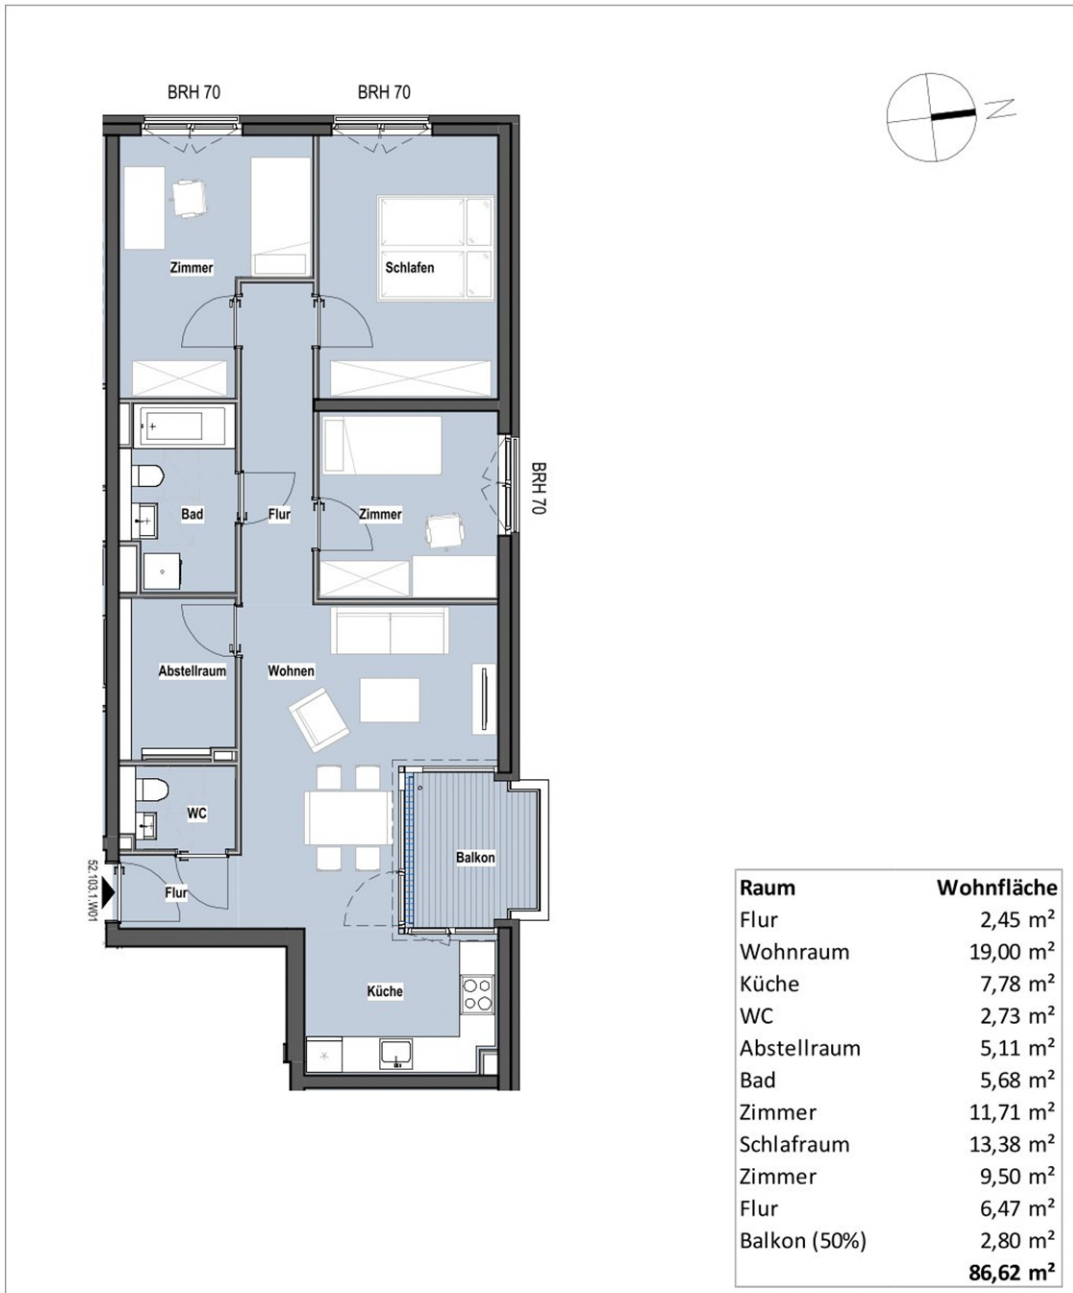 BRH 70
BRH 70
N
Zimmer
Schlafen
BRH 70
Bad
Flur
Zimmer
Abstellraum
Wohnen
WC
Balkon
52.103.1.W01
Flur
Küche
Raum Wohnfläche
Flur 2,45 m²
Wohnraum 19,00 m²
Küche 7,78 m²
WC 2,73 m²
Abstellraum 5,11 m²
Bad 5,68 m²
Zimmer 11,71 m²
Schlafraum 13,38 m²
Zimmer 9,50 m²
Flur 6,47 m²
Balkon (50%) 2,80 m²
86,62 m²